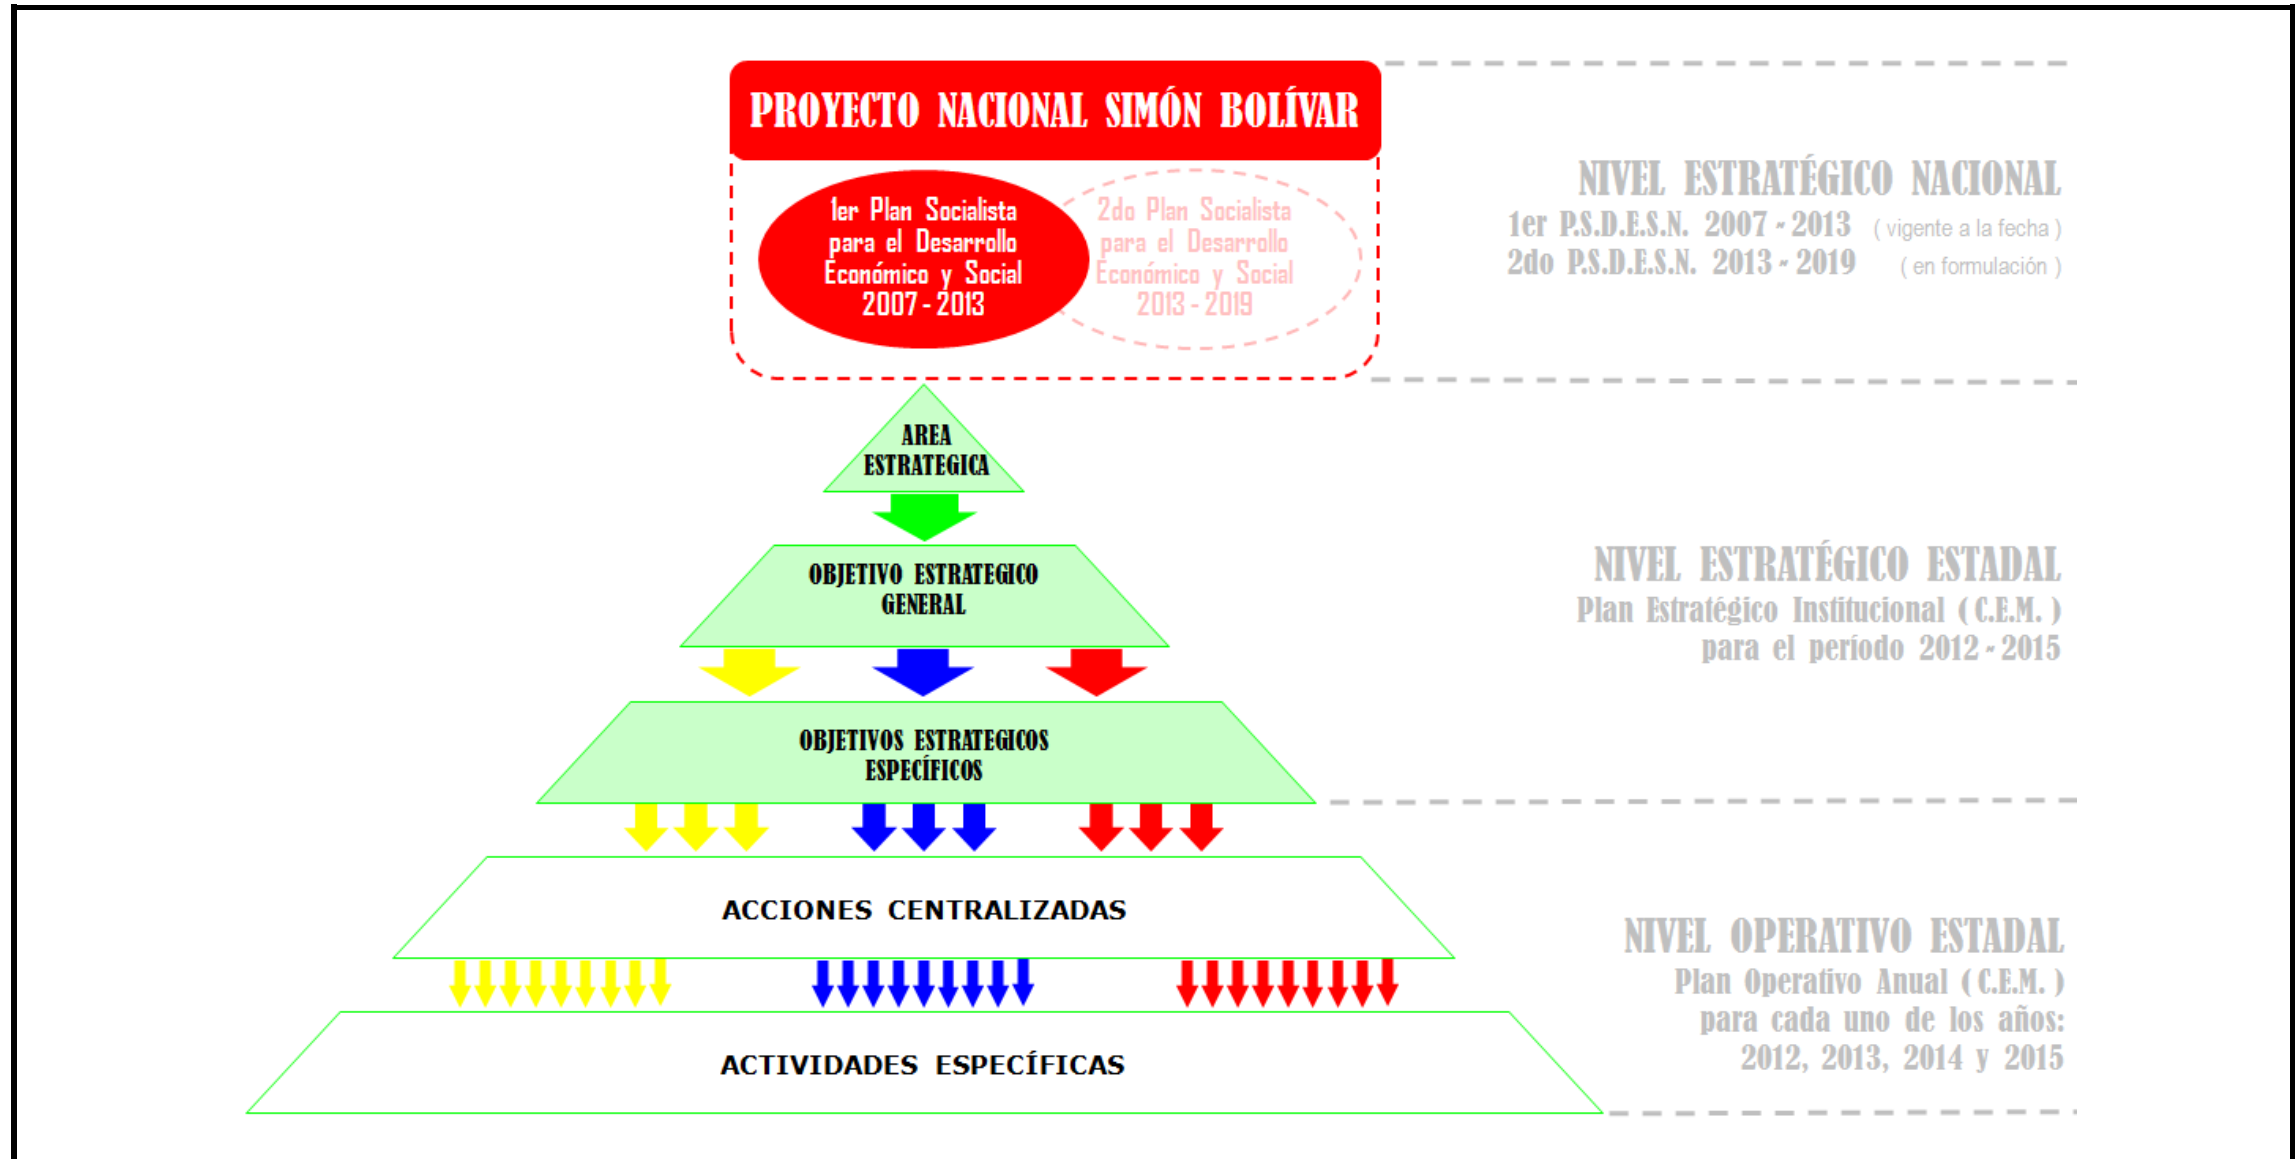 PROYECTO NACIONAL SIMÓN BOLÍVAR
1er Plan Socialista
para el Desarrollo
Económico y Social
2007 - 2013
2do Plan Socialista
para el Desarrollo
Económico y Social
2013 - 2019
NIVEL ESTRATÉGICO NACIONAL
1er P.S.D.E.S.N. 2007 - 2013 ( vigente a la fecha )
2do P.S.D.E.S.N. 2013 - 2019 ( en formulación )
AREA
ESTRATEGICA
OBJETIVO ESTRATEGICO
GENERAL
OBJETIVOS ESTRATEGICOS
ESPECÍFICOS
NIVEL ESTRATÉGICO ESTADAL
Plan Estratégico Institucional ( C.E.M. )
para el período 2012 - 2015
ACCIONES CENTRALIZADAS
ACTIVIDADES ESPECÍFICAS
NIVEL OPERATIVO ESTADAL
Plan Operativo Anual ( C.E.M. )
para cada uno de los años:
2012, 2013, 2014 y 2015